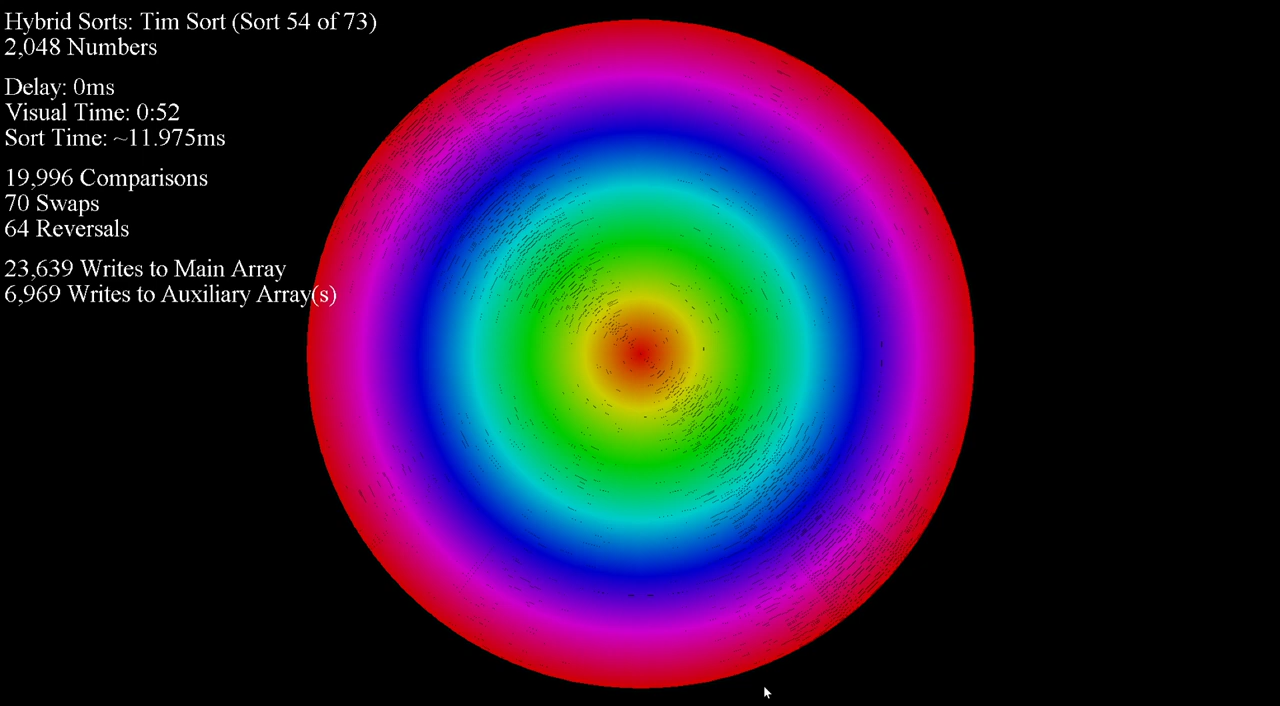 Hybrid Sorts: Tim Sort (Sort 54 of 73)
2,048 Numbers
Delay: 0ms
Visual Time: 0:52
Sort Time: ~11.975ms
19,996 Comparisons
70 Swaps
64 Reversals
23,639 Writes to Main Array
6,969 Writes to Auxiliary Array(s)